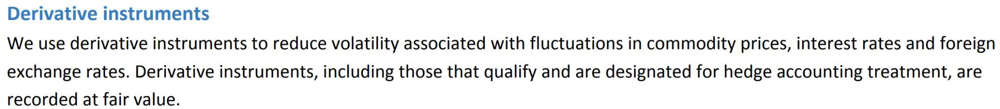 Derivative instruments
We use derivative instruments to reduce volatility associated with fluctuations in commodity prices, interest rates and foreign
exchange rates. Derivative instruments, including those that qualify and are designated for hedge accounting treatment, are
recorded at fair value.